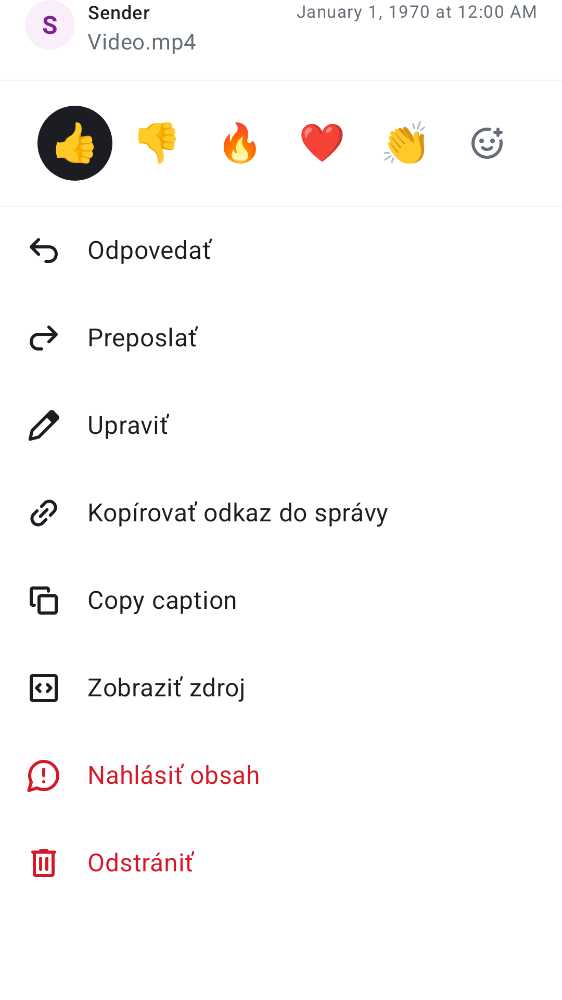 S
Sender
January 1, 1970 at 12:00 AM
Video.mp4
Odpovedať
Preposlať
Upraviť
Kopírovať odkaz do správy
Copy caption
Zobraziť zdroj
Nahlásiť obsah
Odstrániť